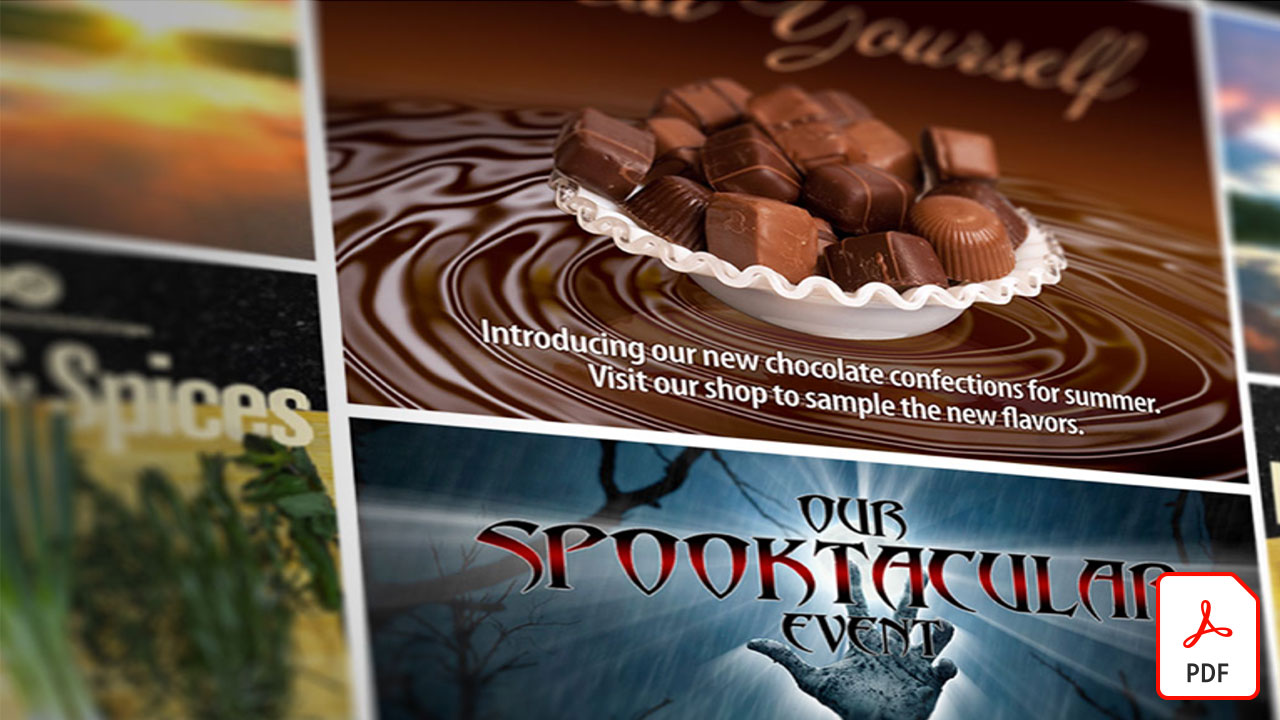 Yourself
Introducing our new chocolate confections for summer.
Visit our shop to sample the new flavors.
& Spices
OUR
SPOOKTACULAR
EVENT
PDF